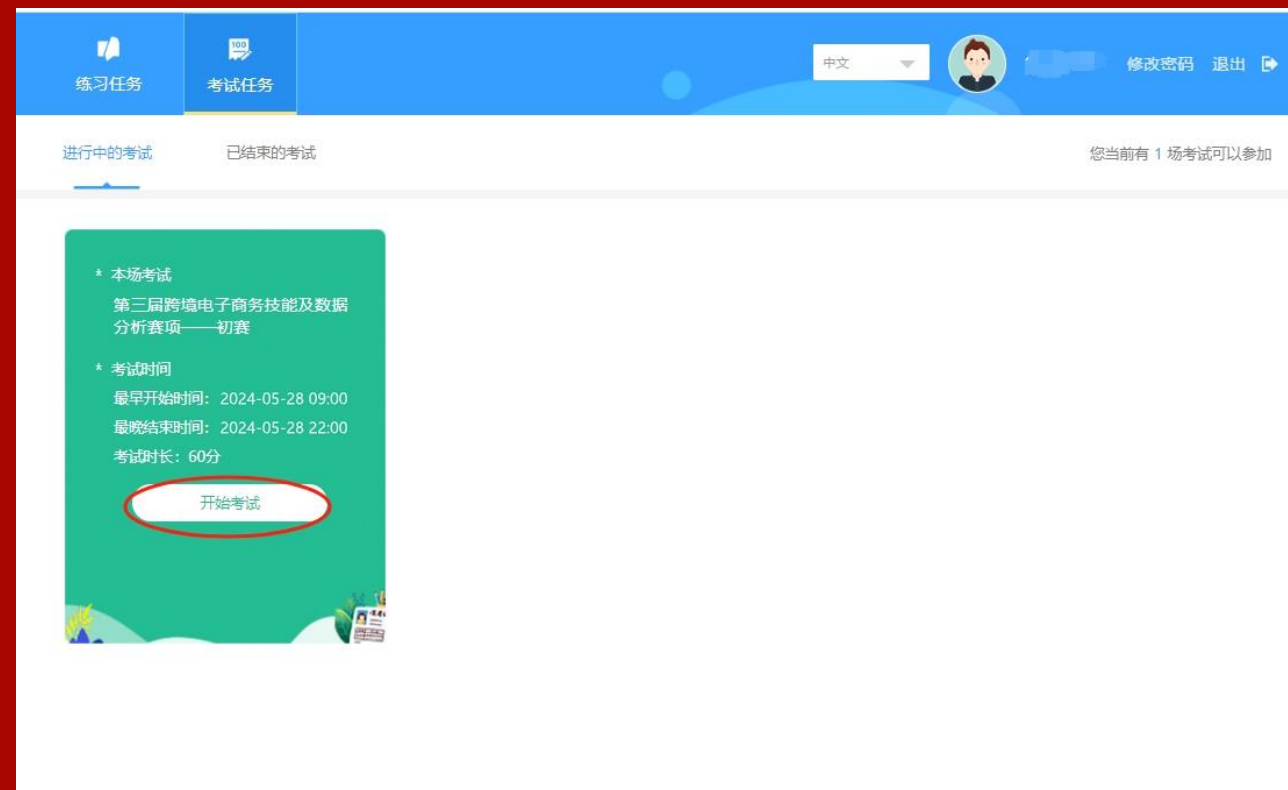 练习任务
100
考试任务
中文
修改密码 退出
进行中的考试
已结束的考试
您当前有 1 场考试可以参加
* 本场考试
第三届跨境电子商务技能及数据
分析赛项——初赛
* 考试时间
最早开始时间：2024-05-28 09:00
最晚结束时间：2024-05-28 22:00
考试时长：60分
开始考试